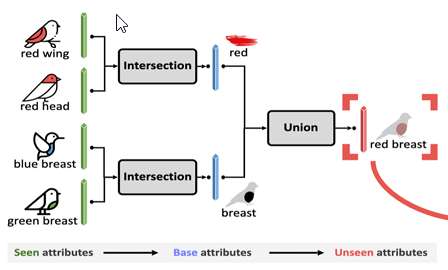 red wing
Intersection
red
red head
Union
red breast
blue breast
Intersection
breast
green breast
Seen attributes
Base attributes
Unseen attributes